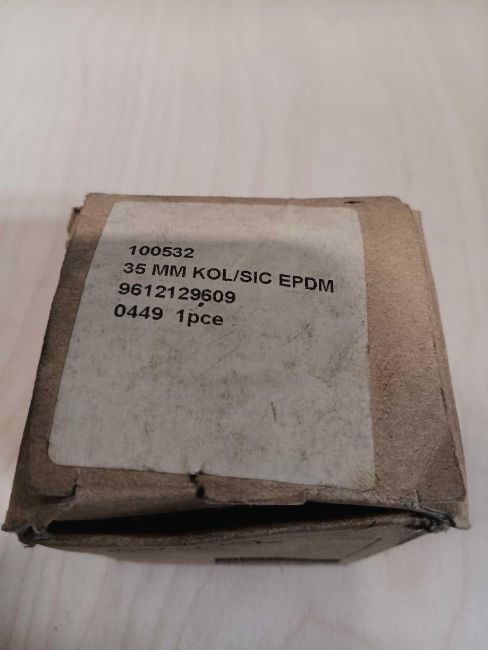 100532
35 MM KOL/SIC EPDM
9612129609
0449 1pce